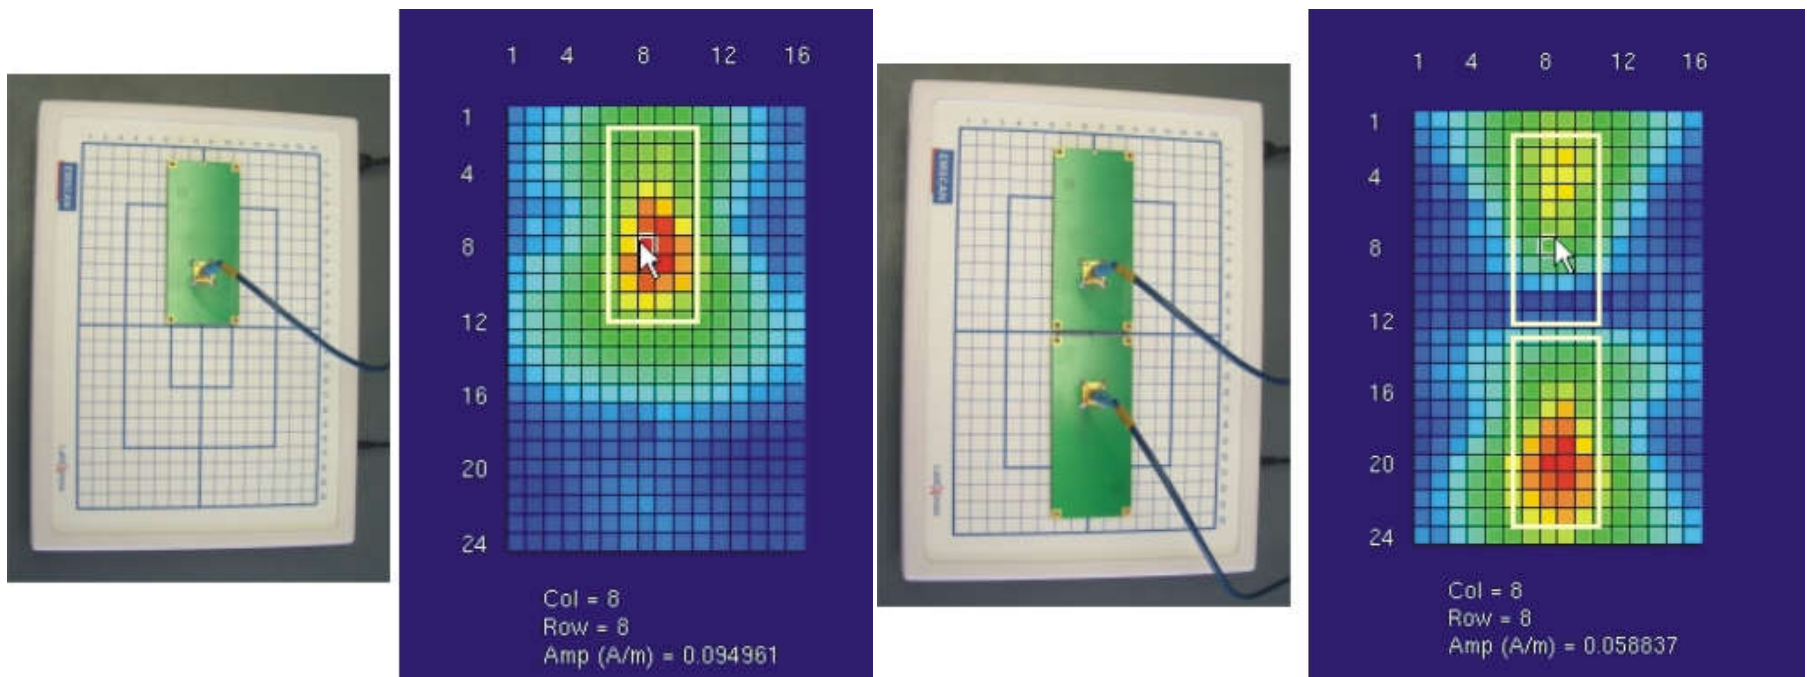 1 4 8 12 16
1
4
8
12
16
20
24
Col = 8
Row = 8
Amp (A/m) = 0.094961
EMSCAN
1 4 8 12 16
1
4
8
12
16
20
24
Col = 8
Row = 8
Amp (A/m) = 0.058837
EMSCAN